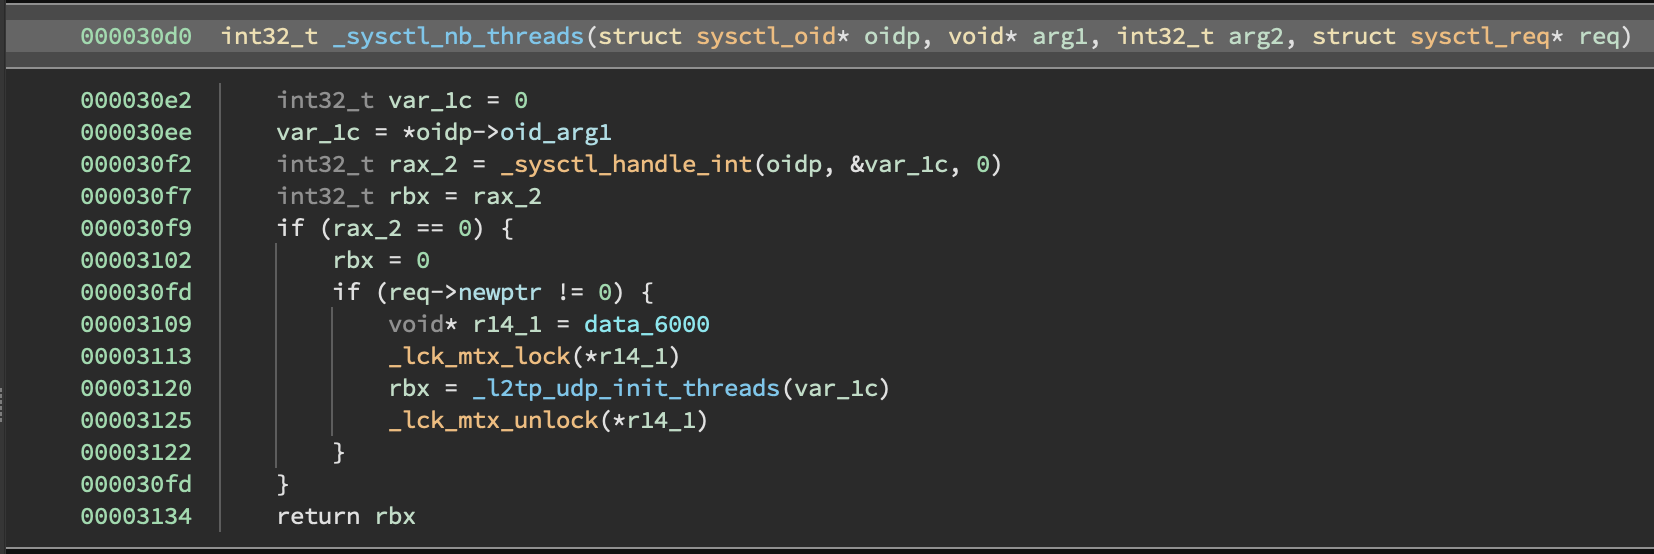 000030d0 int32_t _sysctl_nb_threads(struct sysctl_oid* oidp, void* arg1, int32_t arg2, struct sysctl_req* req)
000030e2 int32_t var_1c = 0
000030ee var_1c = *oidp->oid_arg1
000030f2 int32_t rax_2 = _sysctl_handle_int(oidp, &var_1c, 0)
000030f7 int32_t rbx = rax_2
000030f9 if (rax_2 == 0) {
00003102 rbx = 0
000030fd if (req->newptr != 0) {
00003109 void* r14_1 = data_6000
00003113 _lck_mtx_lock(*r14_1)
00003120 rbx = _l2tp_udp_init_threads(var_1c)
00003125 _lck_mtx_unlock(*r14_1)
00003122 }
000030fd }
00003134 return rbx